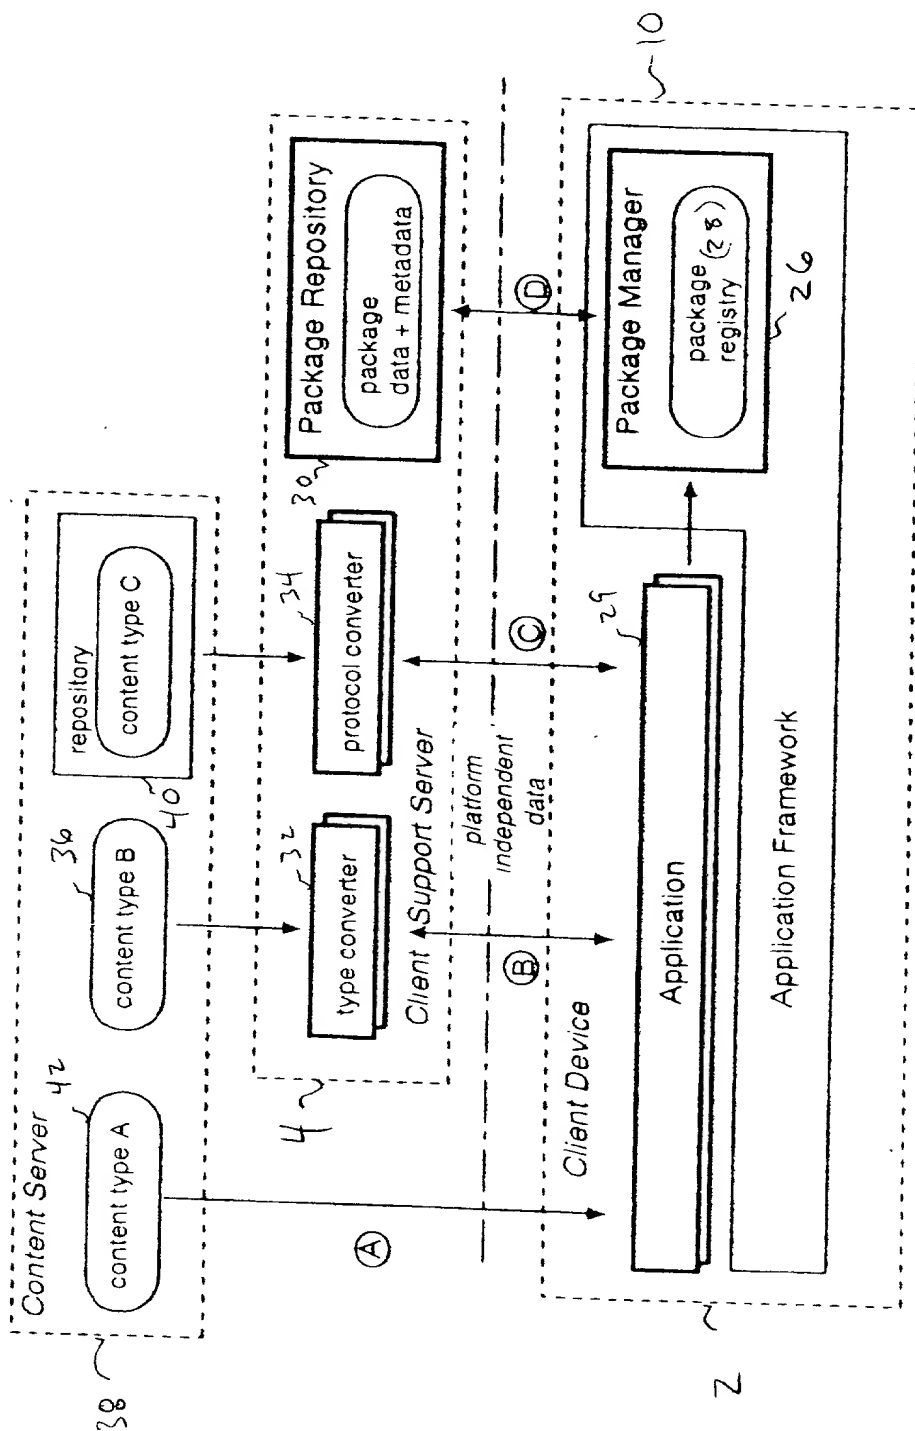 Content Server
38
42
content type A
36
content type B
40
repository
content type C
4
32
type converter
34
protocol converter
30
Package Repository
package
data + metadata
Client Support Server
platform
independent
data
A
B
C
D
Client Device
2
10
29
Application
Application Framework
Package Manager
package
registry (28)
26